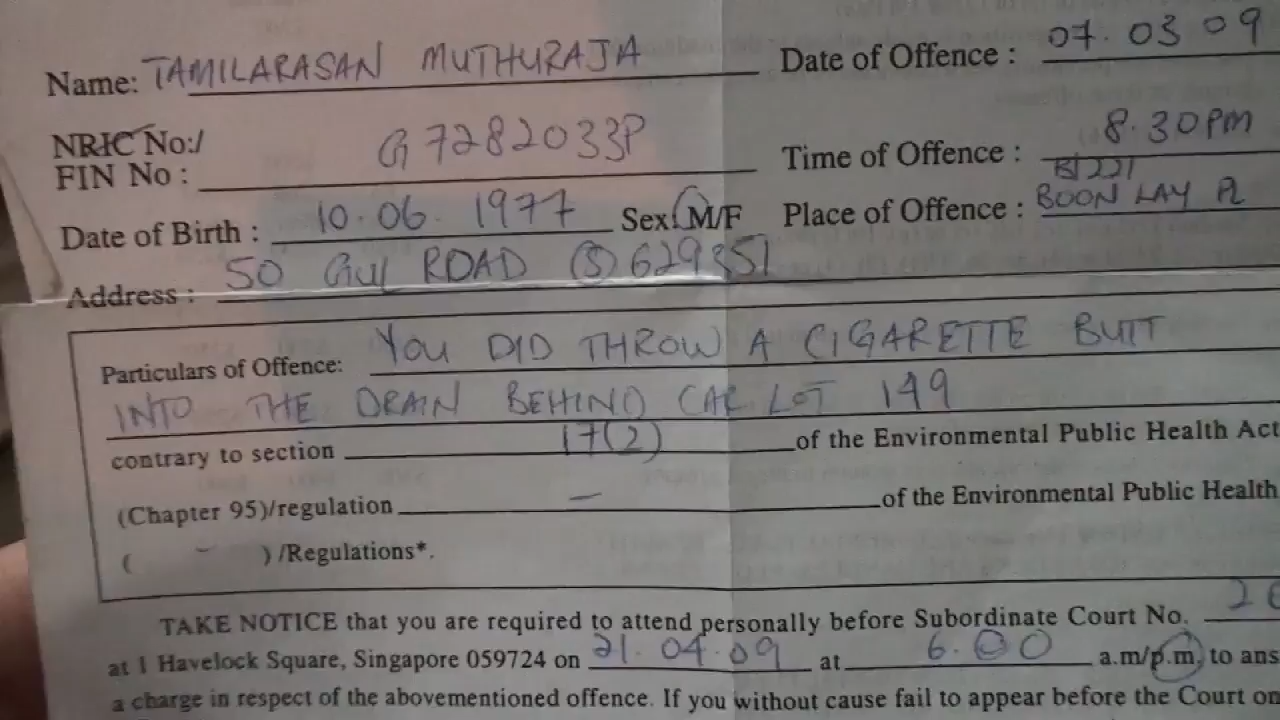 Name: TAMILARASAN MUTHURAJA Date of Offence : 07.03 09
NRIC No:/
FIN No : G7282033P Time of Offence : 8.30PM
Date of Birth : 10.06.1977 Sex: M/F Place of Offence : BOON LAY PL
Address : 50 Gul ROAD (S) 629351
Particulars of Offence: YOU DID THROW A CIGARETTE BUTT
INTO THE DRAIN BEHIND CAR LOT 149
contrary to section 17(2) of the Environmental Public Health Act
(Chapter 95)/regulation — of the Environmental Public Health
( - ) /Regulations*.
TAKE NOTICE that you are required to attend personally before Subordinate Court No. 26
at 1 Havelock Square, Singapore 059724 on 21.04.09 at 6.00 a.m/p.m, to ans
a charge in respect of the abovementioned offence. If you without cause fail to appear before the Court on